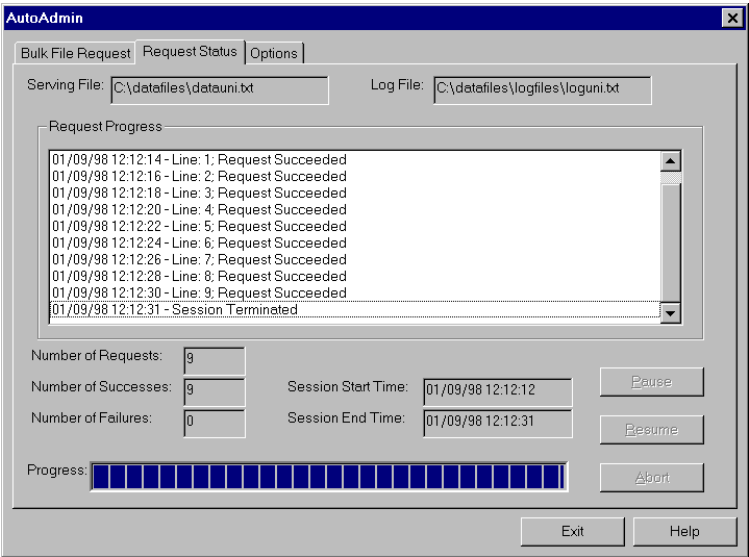 AutoAdmin
Bulk File Request Request Status Options
Serving File: C:\datafiles\datauni.txt Log File: C:\datafiles\logfiles\loguni.txt
Request Progress
01/09/98 12:12:14 - Line: 1; Request Succeeded
01/09/98 12:12:16 - Line: 2; Request Succeeded
01/09/98 12:12:18 - Line: 3; Request Succeeded
01/09/98 12:12:20 - Line: 4; Request Succeeded
01/09/98 12:12:22 - Line: 5; Request Succeeded
01/09/98 12:12:24 - Line: 6; Request Succeeded
01/09/98 12:12:26 - Line: 7; Request Succeeded
01/09/98 12:12:28 - Line: 8; Request Succeeded
01/09/98 12:12:30 - Line: 9; Request Succeeded
01/09/98 12:12:31 - Session Terminated
Number of Requests: 9
Number of Successes: 9 Session Start Time: 01/09/98 12:12:12 Pause
Number of Failures: 0 Session End Time: 01/09/98 12:12:31 Resume
Progress: Abort
Exit Help